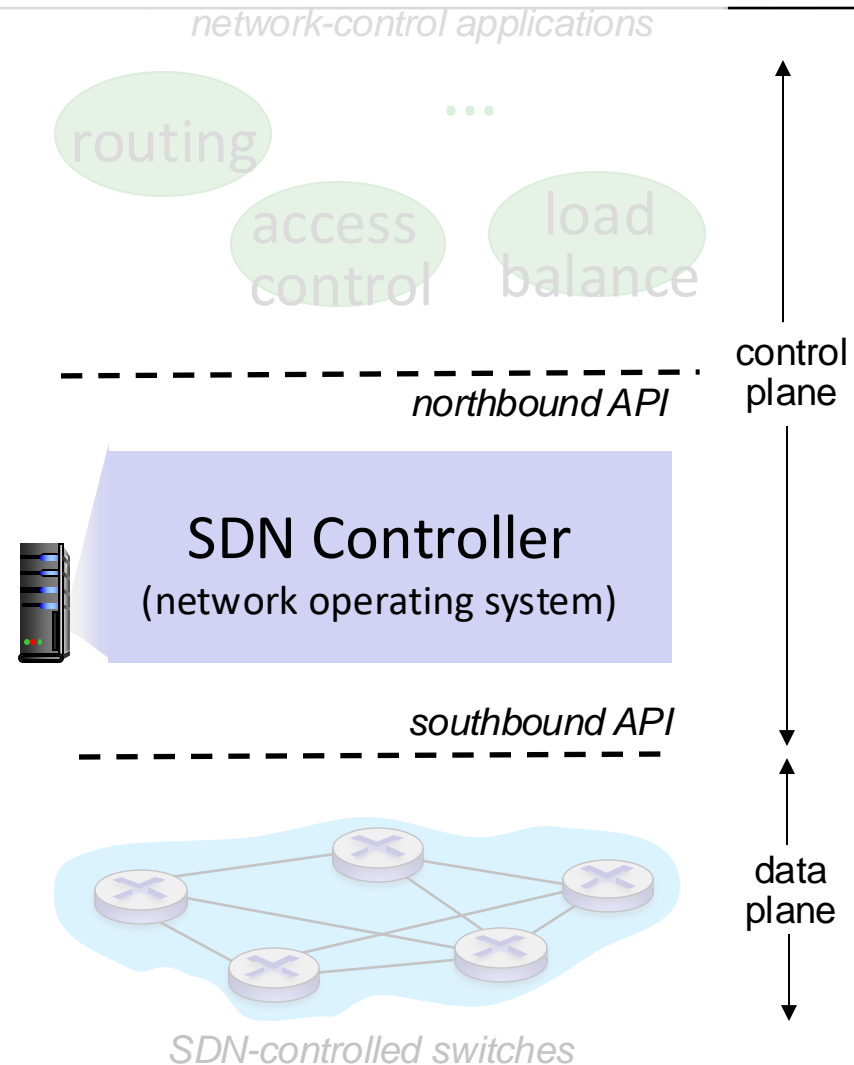 network-control applications
routing
...
access
control
load
balance
control
plane
northbound API
SDN Controller
(network operating system)
southbound API
data
plane
SDN-controlled switches